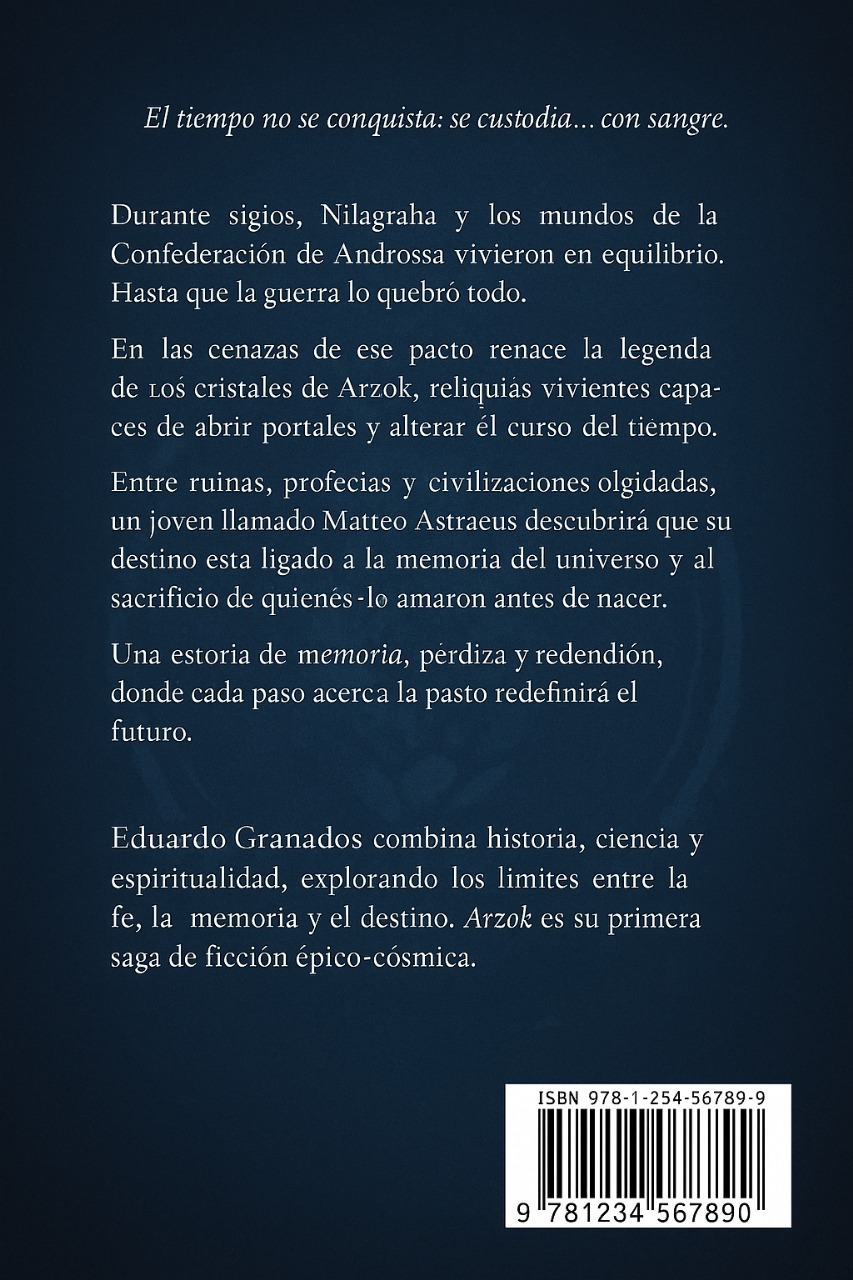 El tiempo no se conquista: se custodia... con sangre.
Durante sigios, Nilagraha y los mundos de la
Confederación de Androssa vivieron en equilibrio.
Hasta que la guerra lo quebró todo.
En las cenazas de ese pacto renace la legenda
de LOŚ cristales de Arzok, reliquiás vivientes capa-
ces de abrir portales y alterar él curso del tiėmpo.
Entre ruinas, profecias y civilizaciones olgidadas,
un joven llamado Matteo Astraeus descubrirá que su
destino esta ligado a la memoria del universo y al
sacrificio de quienés-lo amaron antes de nacer.
Una estoria de memoria, pėrdiza y redendión,
donde cada paso acerca la pasto redefinirá el
futuro.
Eduardo Granados combina historia, ciencia y
espiritualidad, explorando los limites entre la
fe, la memoria y el destino. Arzok es su primera
saga de ficción épico-cósmica.
ISBN 978-1-254-56789-9
9 781234 567890